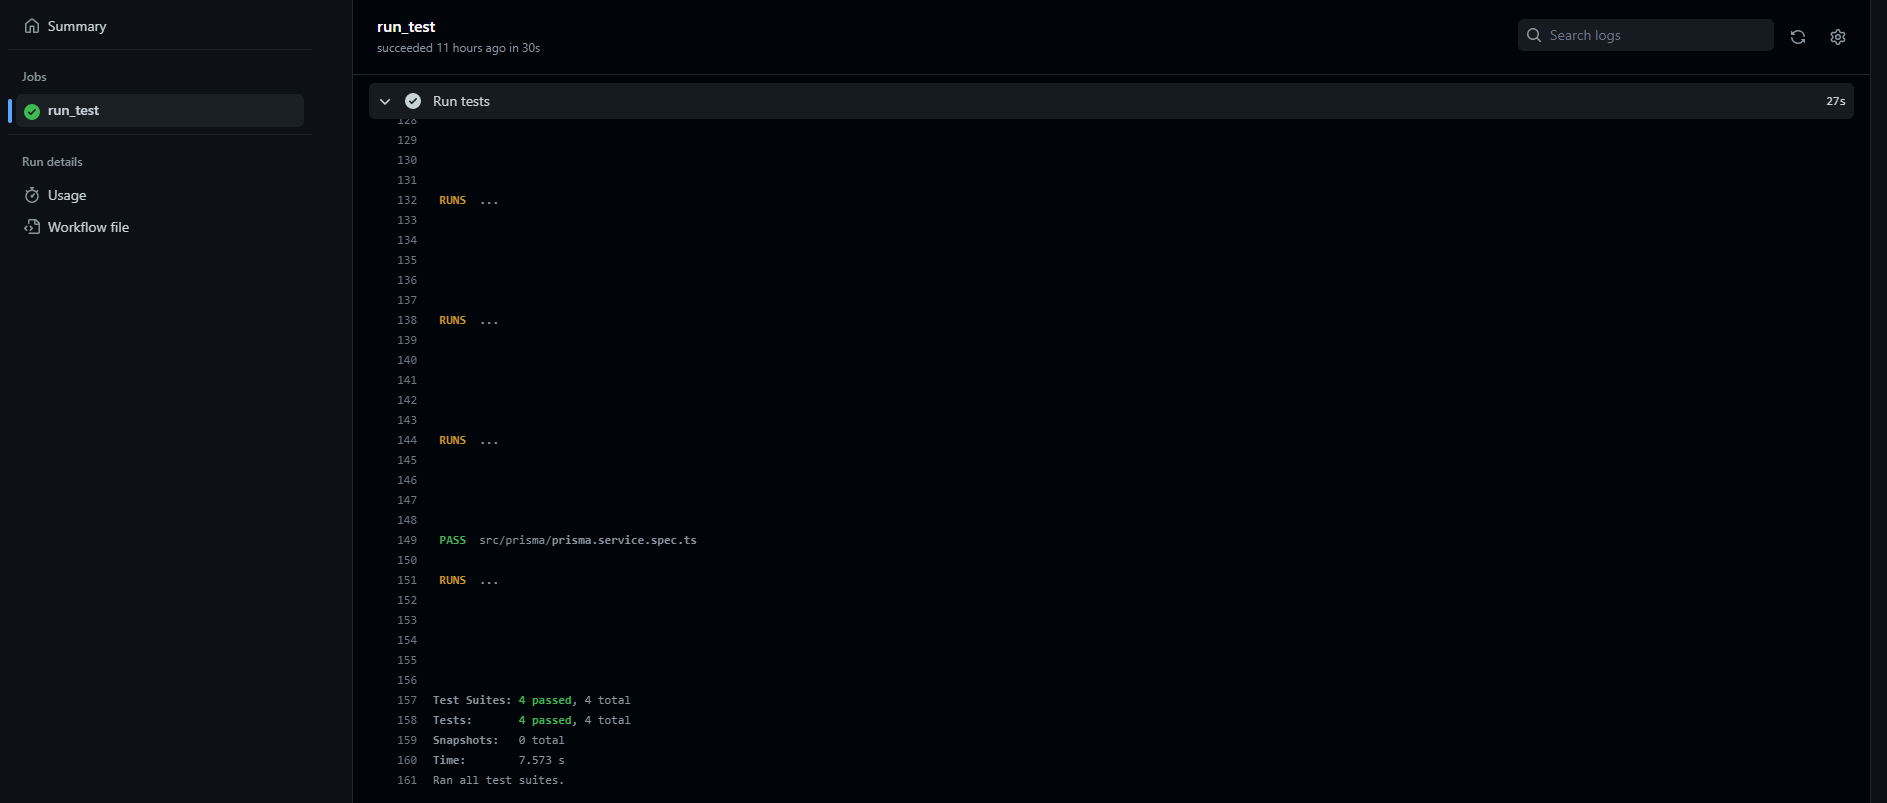 Summary
Jobs
run_test
Run details
Usage
Workflow file
run_test
succeeded 11 hours ago in 30s
Search logs
Run tests 27s
128
129
130
131
132 RUNS ...
133
134
135
136
137
138 RUNS ...
139
140
141
142
143
144 RUNS ...
145
146
147
148
149 PASS src/prisma/prisma.service.spec.ts
150
151 RUNS ...
152
153
154
155
156
157 Test Suites: 4 passed, 4 total
158 Tests: 4 passed, 4 total
159 Snapshots: 0 total
160 Time: 7.573 s
161 Ran all test suites.